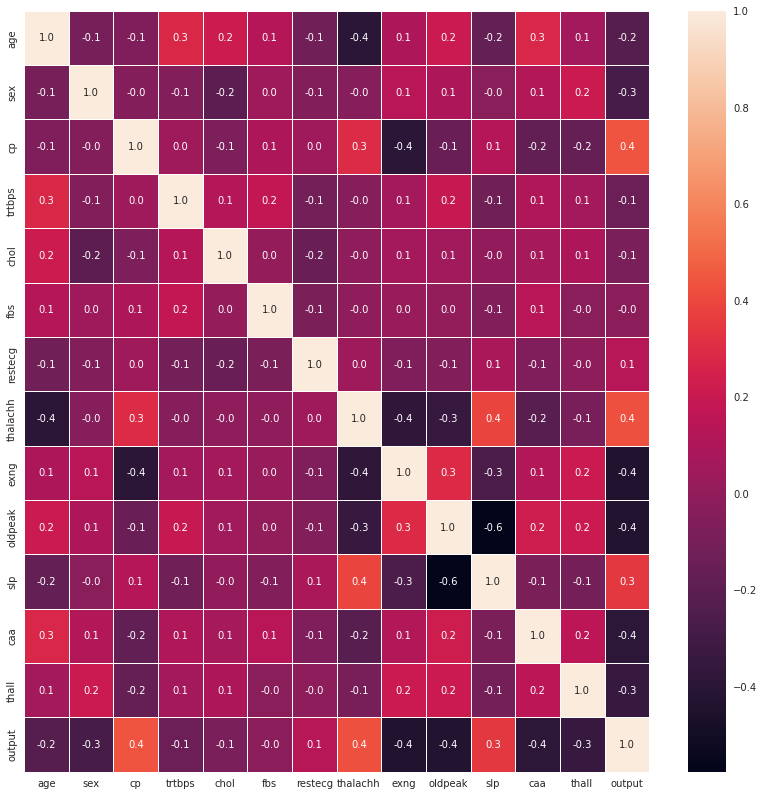 age 1.0 -0.1 -0.1 0.3 0.2 0.1 -0.1 -0.4 0.1 0.2 -0.2 0.3 0.1 -0.2
sex -0.1 1.0 -0.0 -0.1 -0.2 0.0 -0.1 -0.0 0.1 0.1 -0.0 0.1 0.2 -0.3
cp -0.1 -0.0 1.0 0.0 -0.1 0.1 0.0 0.3 -0.4 -0.1 0.1 -0.2 -0.2 0.4
trtbps 0.3 -0.1 0.0 1.0 0.1 0.2 -0.1 -0.0 0.1 0.2 -0.1 0.1 0.1 -0.1
chol 0.2 -0.2 -0.1 0.1 1.0 0.0 -0.2 -0.0 0.1 0.1 -0.0 0.1 0.1 -0.1
fbs 0.1 0.0 0.1 0.2 0.0 1.0 -0.1 -0.0 0.0 0.0 -0.1 0.1 -0.0 -0.0
restecg -0.1 -0.1 0.0 -0.1 -0.2 -0.1 1.0 0.0 -0.1 -0.1 0.1 -0.1 -0.0 0.1
thalachh -0.4 -0.0 0.3 -0.0 -0.0 -0.0 0.0 1.0 -0.4 -0.3 0.4 -0.2 -0.1 0.4
exng 0.1 0.1 -0.4 0.1 0.1 0.0 -0.1 -0.4 1.0 0.3 -0.3 0.1 0.2 -0.4
oldpeak 0.2 0.1 -0.1 0.2 0.1 0.0 -0.1 -0.3 0.3 1.0 -0.6 0.2 0.2 -0.4
slp -0.2 -0.0 0.1 -0.1 -0.0 -0.1 0.1 0.4 -0.3 -0.6 1.0 -0.1 -0.1 0.3
caa 0.3 0.1 -0.2 0.1 0.1 0.1 -0.1 -0.2 0.1 0.2 -0.1 1.0 0.2 -0.4
thall 0.1 0.2 -0.2 0.1 0.1 -0.0 -0.0 -0.1 0.2 0.2 -0.1 0.2 1.0 -0.3
output -0.2 -0.3 0.4 -0.1 -0.1 -0.0 0.1 0.4 -0.4 -0.4 0.3 -0.4 -0.3 1.0
age sex cp trtbps chol fbs restecg thalachh exng oldpeak slp caa thall output
1.0
0.8
0.6
0.4
0.2
0.0
−0.2
−0.4